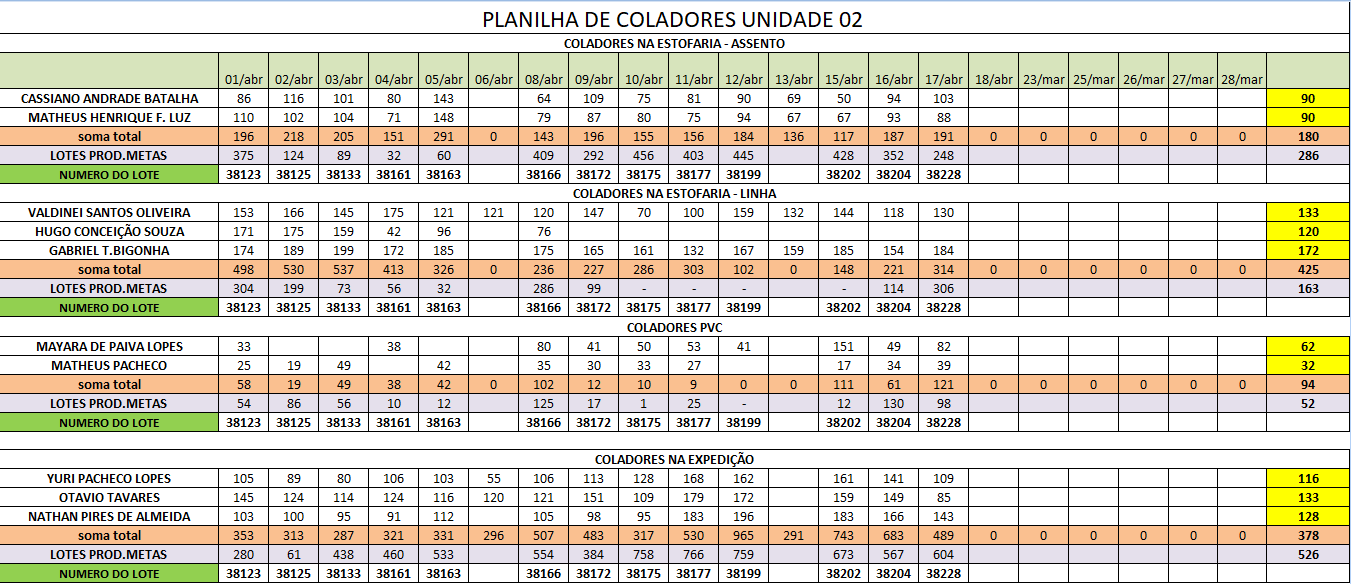 PLANILHA DE COLADORES UNIDADE 02
COLADORES NA ESTOFARIA - ASSENTO
01/abr 02/abr 03/abr 04/abr 05/abr 06/abr 08/abr 09/abr 10/abr 11/abr 12/abr 13/abr 15/abr 16/abr 17/abr 18/abr 23/mar 25/mar 26/mar 27/mar 28/mar
CASSIANO ANDRADE BATALHA 86 116 101 80 143 64 109 75 81 90 69 50 94 103 90
MATHEUS HENRIQUE F. LUZ 110 102 104 71 148 79 87 80 75 94 67 67 93 88 90
soma total 196 218 205 151 291 0 143 196 155 156 184 136 117 187 191 0 0 0 0 0 0 180
LOTES PROD.METAS 375 124 89 32 60 409 292 456 403 445 428 352 248 286
NUMERO DO LOTE 38123 38125 38133 38161 38163 38166 38172 38175 38177 38199 38202 38204 38228
COLADORES NA ESTOFARIA - LINHA
VALDINEI SANTOS OLIVEIRA 153 166 145 175 121 121 120 147 70 100 159 132 144 118 130 133
HUGO CONCEIÇÃO SOUZA 171 175 159 42 96 76 120
GABRIEL T.BIGONHA 174 189 199 172 185 175 165 161 132 167 159 185 154 184 172
soma total 498 530 537 413 326 0 236 227 286 303 102 0 148 221 314 0 0 0 0 0 0 425
LOTES PROD.METAS 304 199 73 56 32 286 99 - - - - 114 306 163
NUMERO DO LOTE 38123 38125 38133 38161 38163 38166 38172 38175 38177 38199 38202 38204 38228
COLADORES PVC
MAYARA DE PAIVA LOPES 33 38 80 41 50 53 41 151 49 82 62
MATHEUS PACHECO 25 19 49 42 35 30 33 27 17 34 39 32
soma total 58 19 49 38 42 0 102 12 10 9 0 0 111 61 121 0 0 0 0 0 0 94
LOTES PROD.METAS 54 86 56 10 12 125 17 1 25 - 12 130 98 52
NUMERO DO LOTE 38123 38125 38133 38161 38163 38166 38172 38175 38177 38199 38202 38204 38228
COLADORES NA EXPEDIÇÃO
YURI PACHECO LOPES 105 89 80 106 103 55 106 113 128 168 162 161 141 109 116
OTAVIO TAVARES 145 124 114 124 116 120 121 151 109 179 172 159 149 85 133
NATHAN PIRES DE ALMEIDA 103 100 95 91 112 105 98 95 183 196 183 166 143 128
soma total 353 313 287 321 331 296 507 483 317 530 965 291 743 683 489 0 0 0 0 0 0 378
LOTES PROD.METAS 280 61 438 460 533 554 384 758 766 759 673 567 604 526
NUMERO DO LOTE 38123 38125 38133 38161 38163 38166 38172 38175 38177 38199 38202 38204 38228